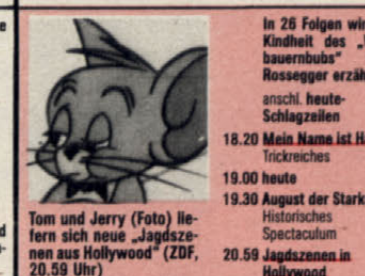 Tom und Jerry (Foto) lie-
fern sich neue „Jagdsze-
nen aus Hollywood" (ZDF,
20.59 Uhr)
In 26 Folgen
Kindheit des
bauernbubs"
Rossegger
anschl. heute-
Schlagzeilen
18.20 Mein Name ist
Trickreiches
19.00 heute
19.30 August der Stark
Historisches
Spectaculum
20.59 Jagdszenen in
Hollywood